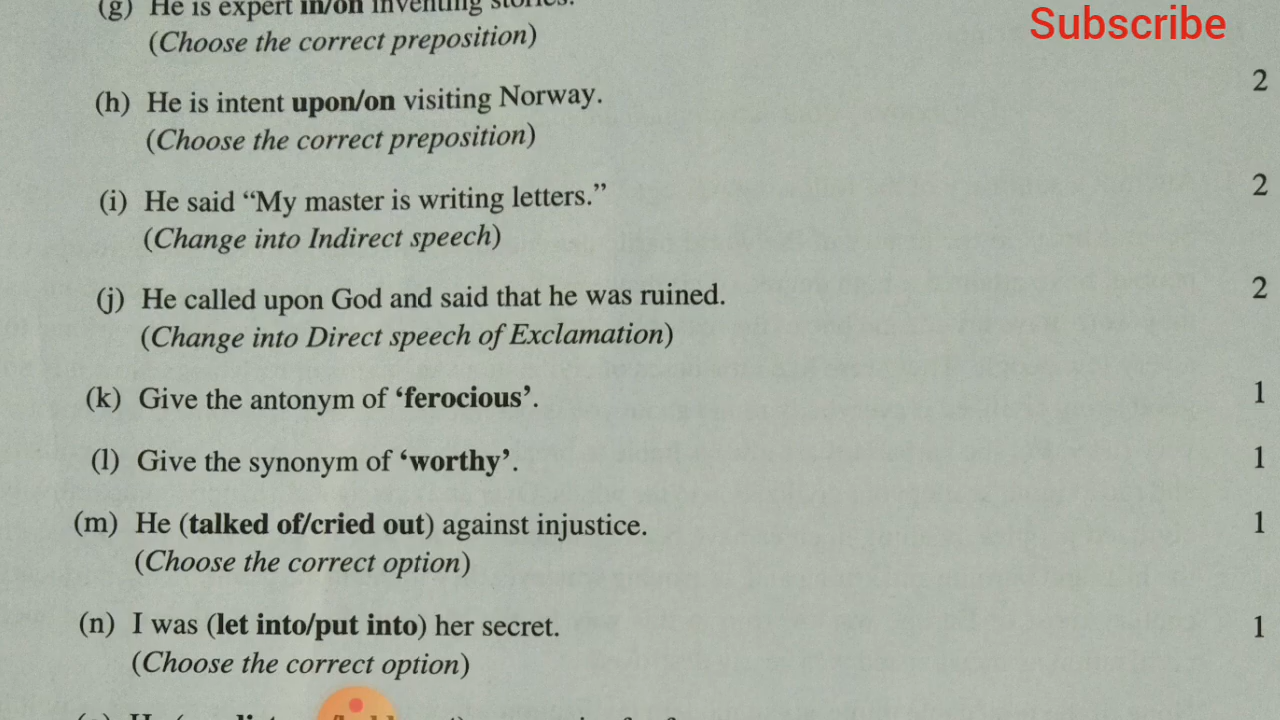 Subscribe
(g) He is expert in/on inventing stories.
(Choose the correct preposition)
2
(h) He is intent upon/on visiting Norway.
(Choose the correct preposition)
2
(i) He said “My master is writing letters.”
(Change into Indirect speech)
2
(j) He called upon God and said that he was ruined.
(Change into Direct speech of Exclamation)
(k) Give the antonym of ‘ferocious’. 1
(l) Give the synonym of ‘worthy’. 1
(m) He (talked of/cried out) against injustice. 1
(Choose the correct option)
(n) I was (let into/put into) her secret. 1
(Choose the correct option)